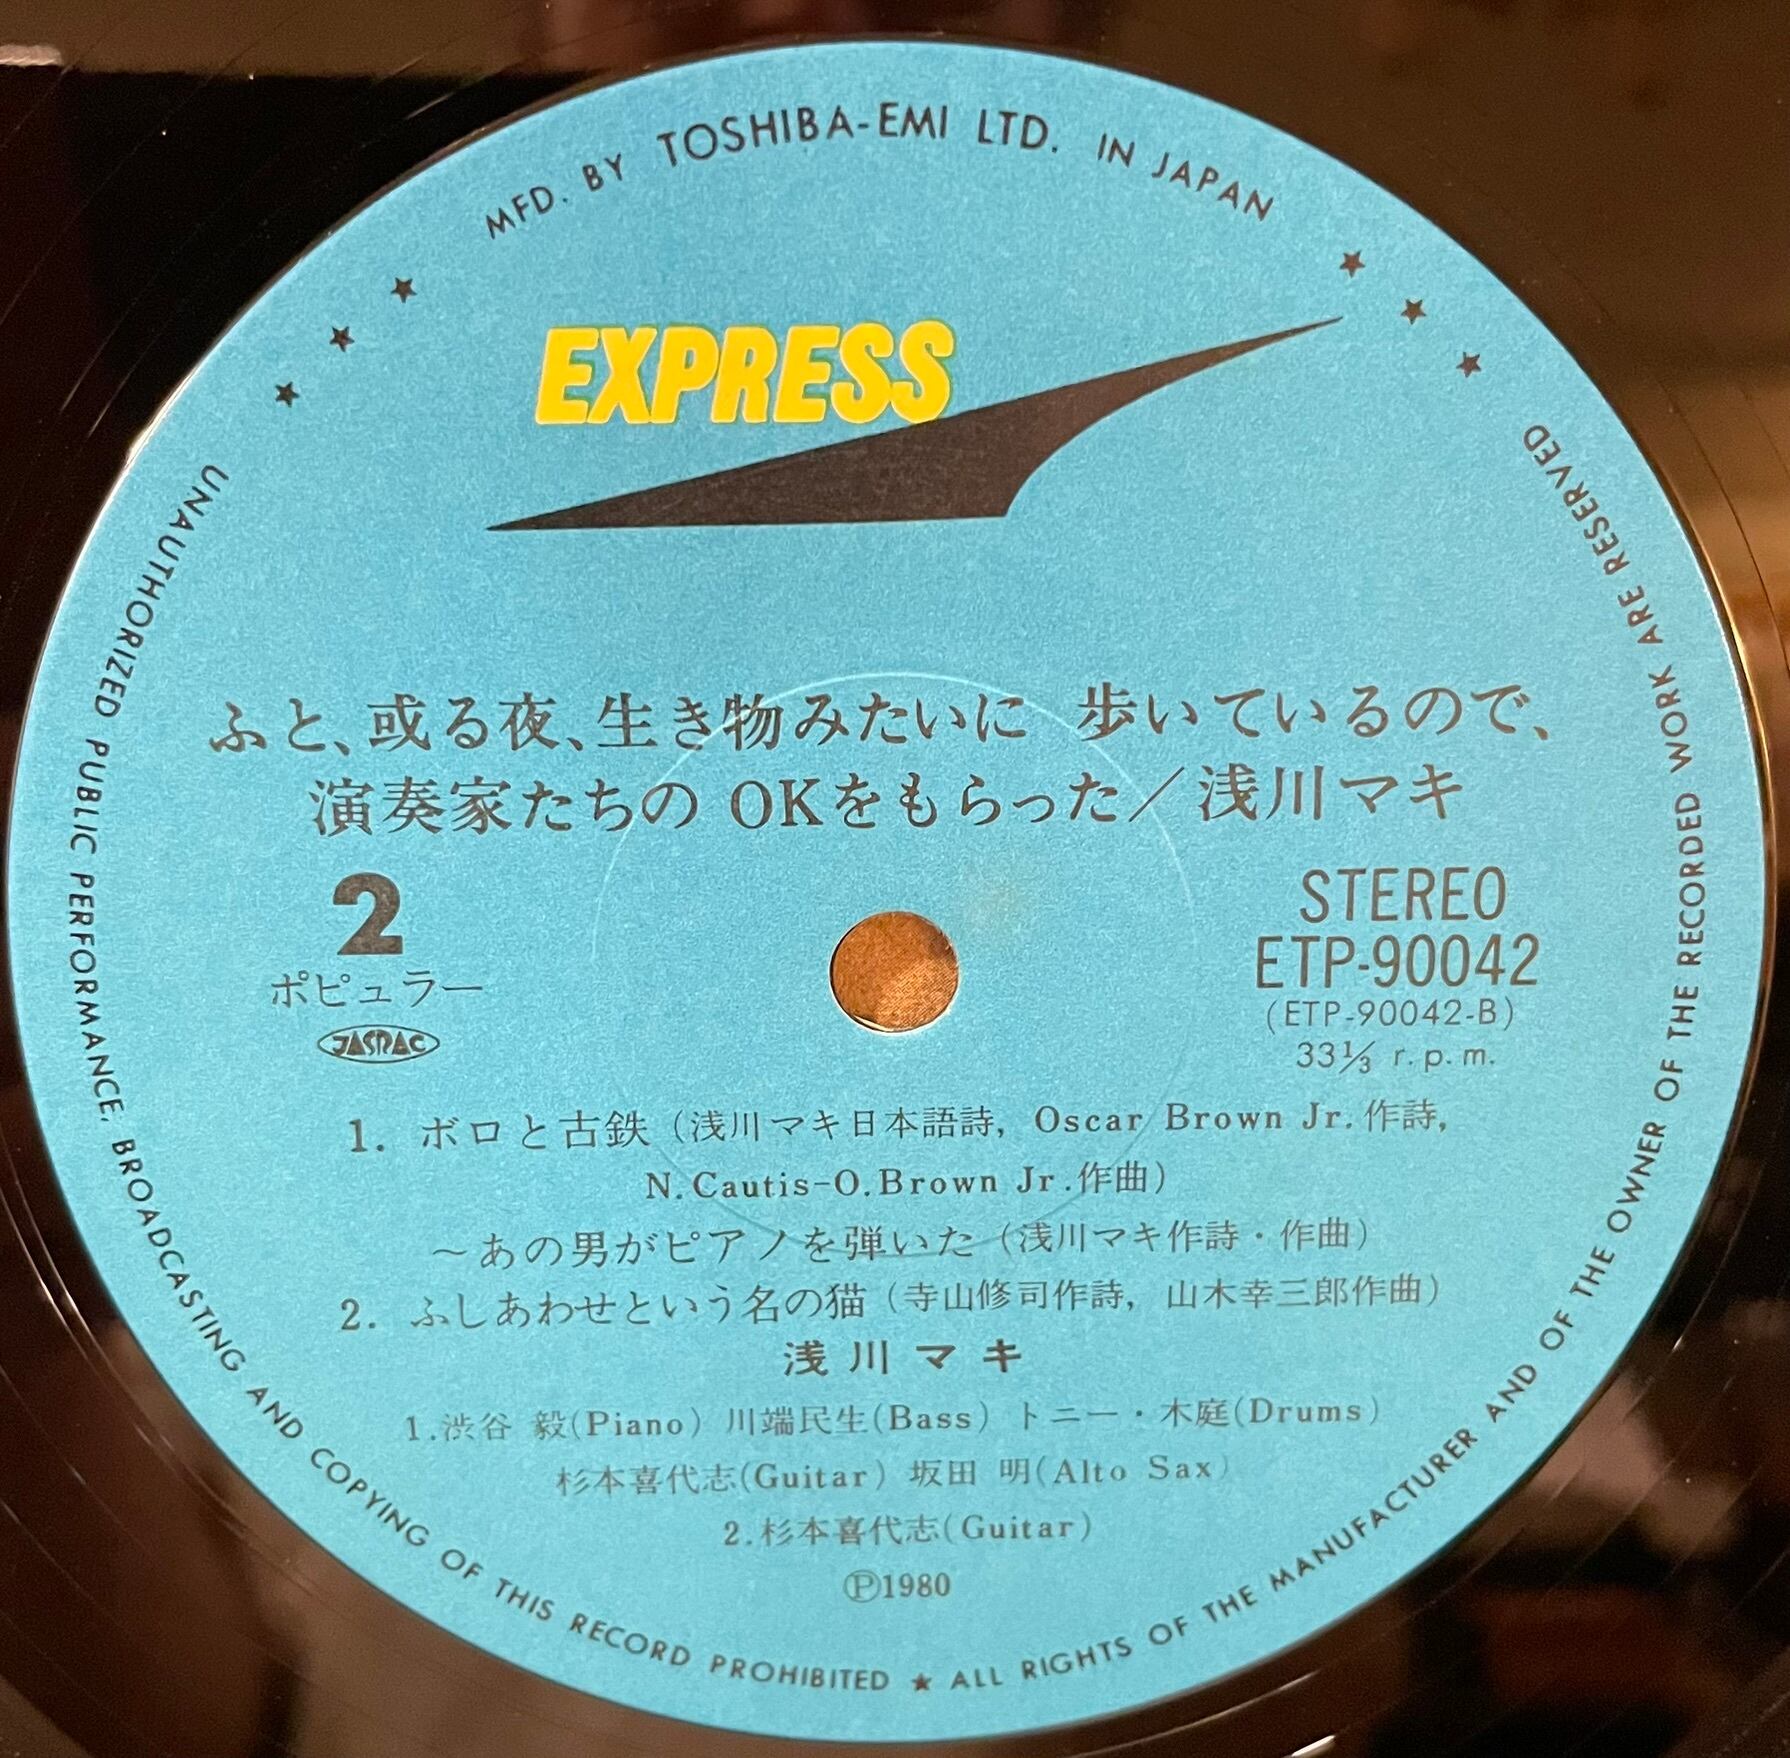 MFD. BY TOSHIBA-EMI LTD. IN JAPAN
EXPRESS
ふと、或る夜、生き物みたいに 歩いているので、
演奏家たちの OKをもらった／浅川マキ
2
ポピュラー
JASRAC
STEREO
ETP-90042
(ETP-90042-B)
33⅓ r.p.m.
1. ボロと古鉄（浅川マキ日本語詩, Oscar Brown Jr.作詩,
N.Cautis-O.Brown Jr.作曲）
～あの男がピアノを弾いた（浅川マキ作詩・作曲）
2. ふしあわせという名の猫（寺山修司作詩, 山木幸三郎作曲）
浅川マキ
1.渋谷 毅(Piano) 川端民生(Bass) トニー・木庭(Drums)
杉本喜代志(Guitar) 坂田 明(Alto Sax)
2.杉本喜代志(Guitar)
Ⓟ1980
UNAUTHORIZED PUBLIC PERFORMANCE, BROADCASTING AND COPYING OF THIS RECORD PROHIBITED ★ ALL RIGHTS OF THE MANUFACTURER AND OF THE OWNER OF THE RECORDED WORK ARE RESERVED